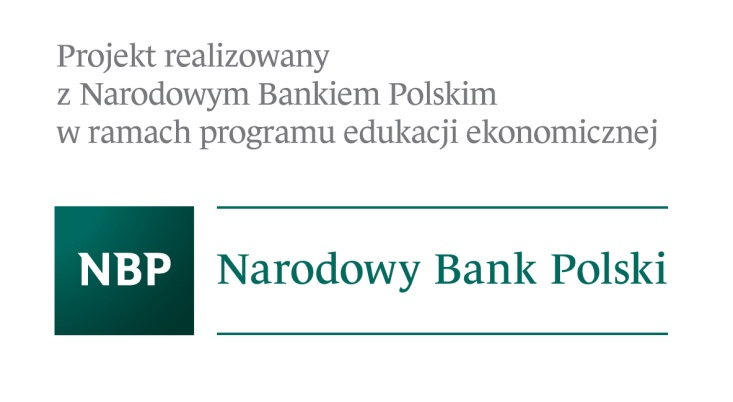 Projekt realizowany
z Narodowym Bankiem Polskim
w ramach programu edukacji ekonomicznej
NBP
Narodowy Bank Polski